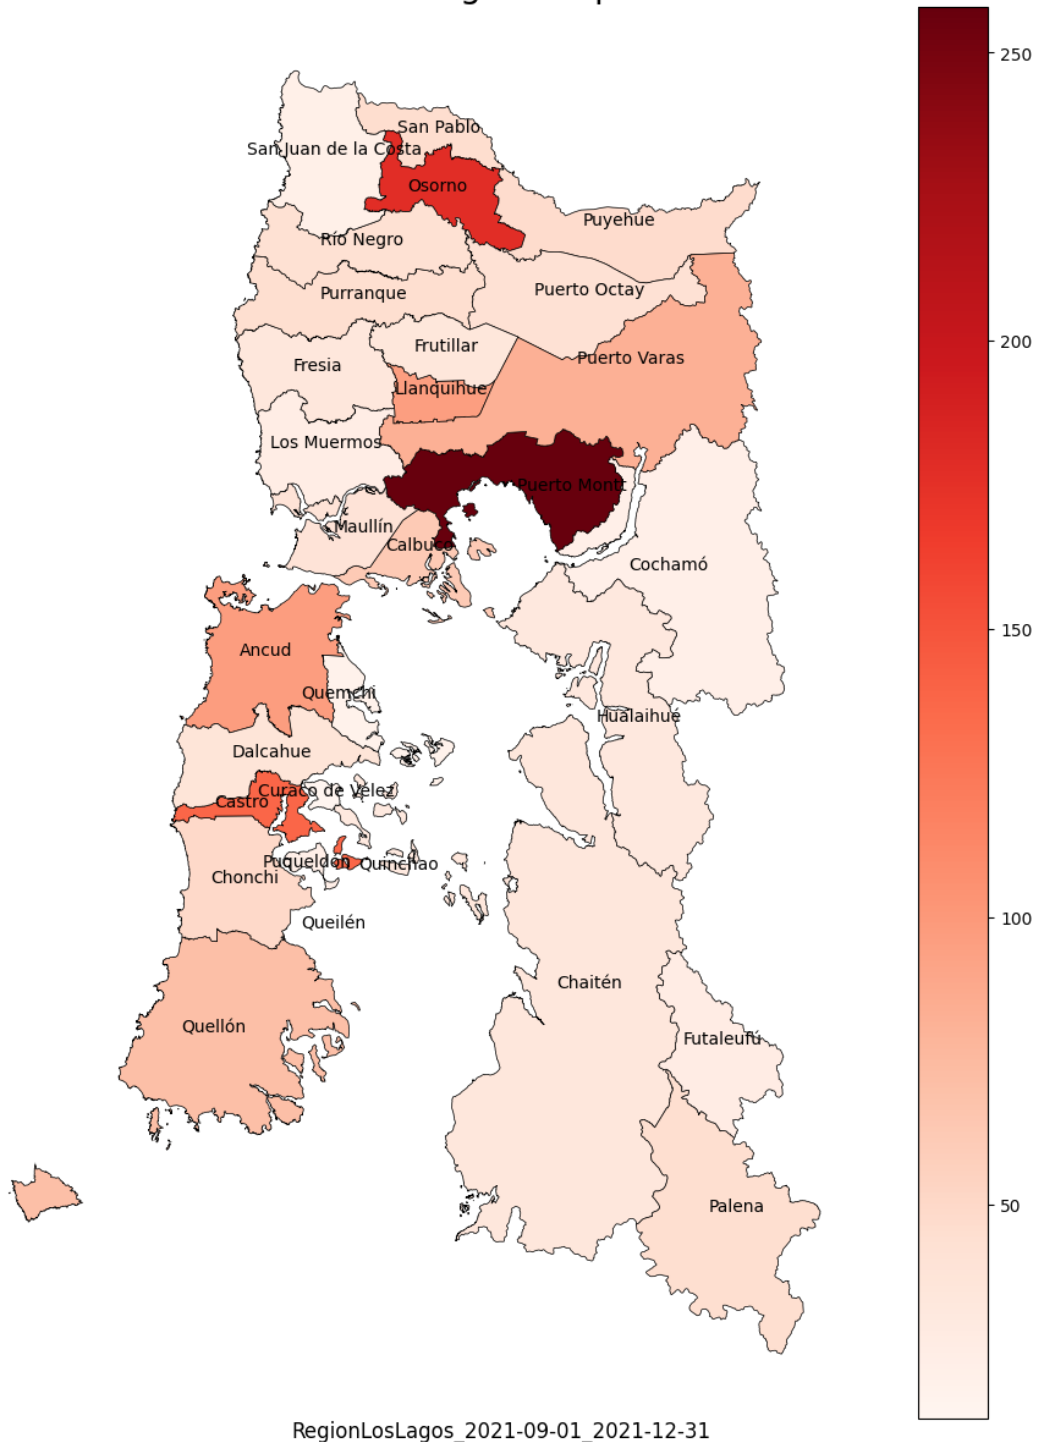 250
San Pablo
San Juan de la Costa
Osorno
Puyehue
Río Negro
Puerto Octay
Purranque
200
Frutillar
Puerto Varas
Fresia
Llanquihue
Los Muermos
Puerto Montt
Maullín
Calbuco
Cochamó
150
Ancud
Quemchi
Hualaihué
Dalcahue
Curaco de Vélez
Castro
Puqueldón
Quinchao
Chonchi
100
Queilén
Chaitén
Quellón
Futaleufú
Palena
50
RegionLosLagos_2021-09-01_2021-12-31